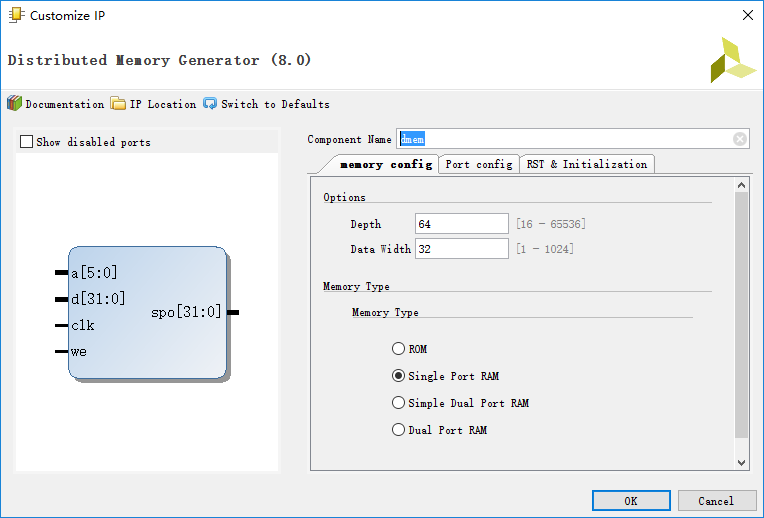 Customize IP
Distributed Memory Generator (8.0)
Documentation IP Location Switch to Defaults
Show disabled ports
a[5:0]
d[31:0]
clk
we
spo[31:0]
Component Name dmem
memory config Port config RST & Initialization
Options
Depth 64 [16 - 65536]
Data Width 32 [1 - 1024]
Memory Type
Memory Type
ROM
Single Port RAM
Simple Dual Port RAM
Dual Port RAM
OK Cancel